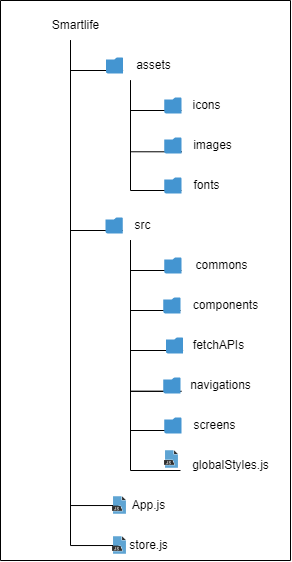 Smartlife
assets
icons
images
fonts
src
commons
components
fetchAPIs
navigations
screens
globalStyles.js
App.js
store.js